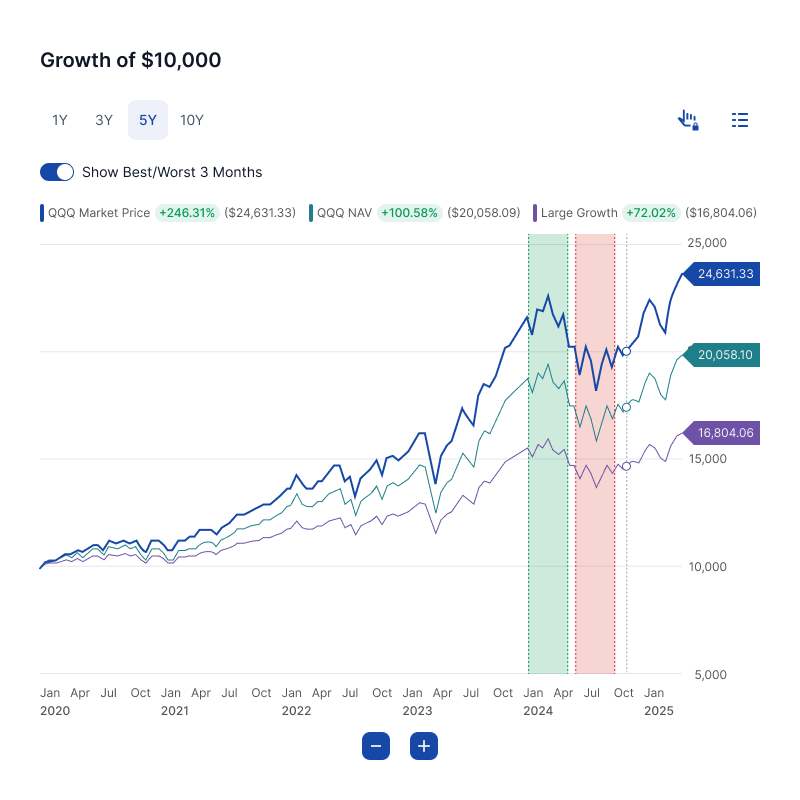 Growth of $10,000
1Y 3Y 5Y 10Y
Show Best/Worst 3 Months
QQQ Market Price +246.31% ($24,631.33) QQQ NAV +100.58% ($20,058.09) Large Growth +72.02% ($16,804.06)
25,000
24,631.33
20,058.10
16,804.06
15,000
10,000
5,000
Jan Apr Jul Oct Jan Apr Jul Oct Jan Apr Jul Oct Jan Apr Jul Oct Jan Apr Jul Oct Jan
2020 2021 2022 2023 2024 2025